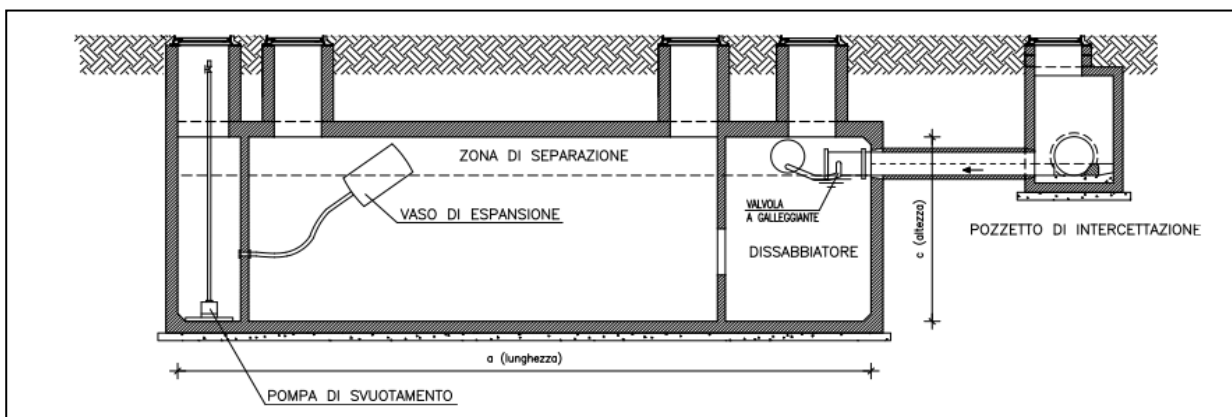 ZONA DI SEPARAZIONE
VASO DI ESPANSIONE
VALVOLA
A GALLEGGIANTE
DISSABBIATORE
c (altezza)
POZZETTO DI INTERCETTAZIONE
a (lunghezza)
POMPA DI SVUOTAMENTO